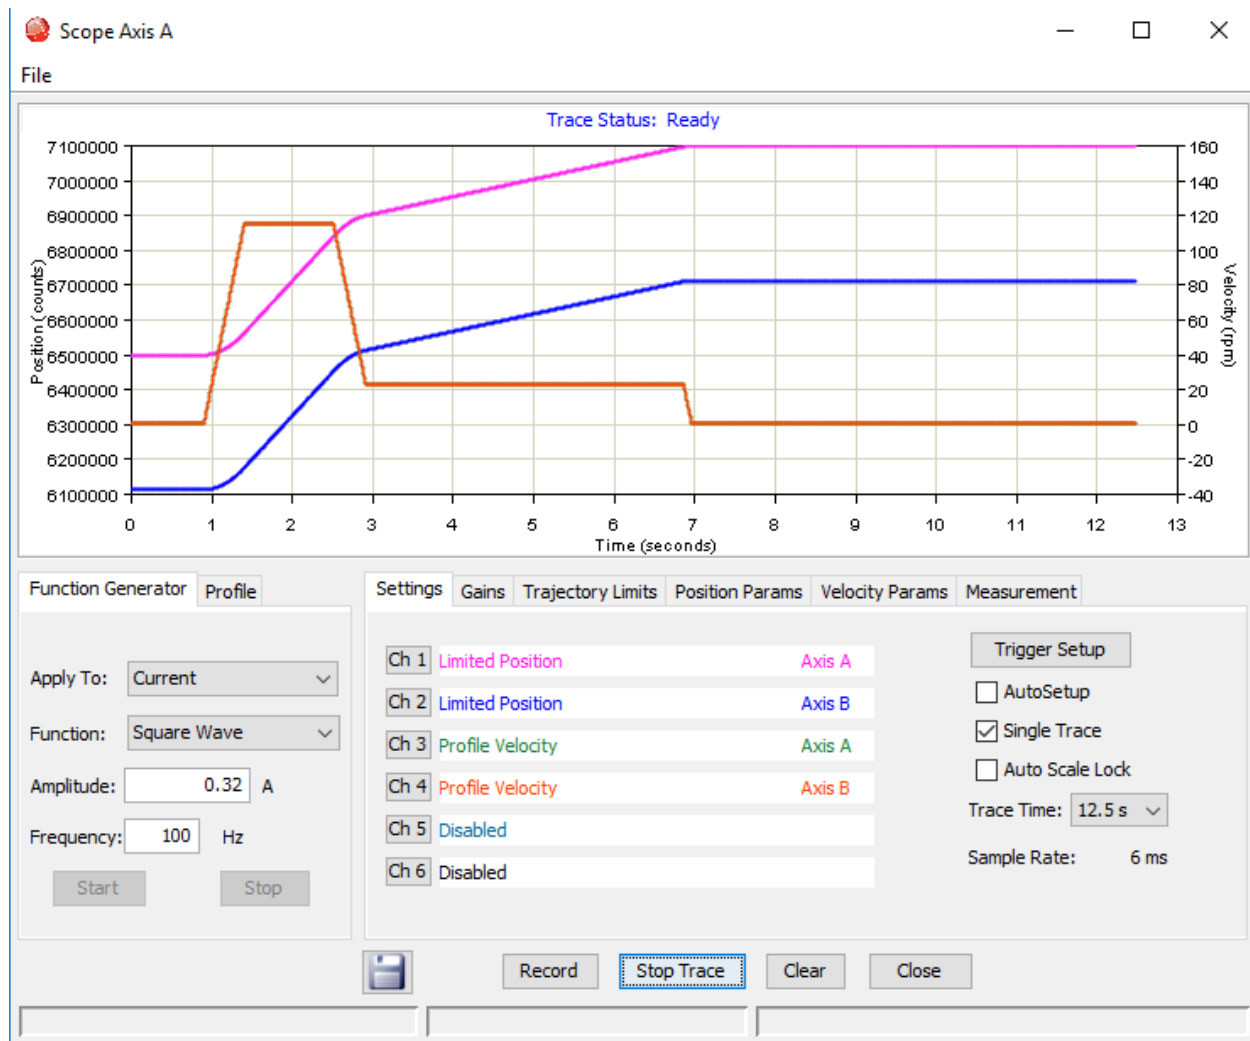 Scope Axis A
File
Trace Status: Ready
7100000
7000000
6900000
6800000
6700000
6600000
6500000
6400000
6300000
6200000
6100000
Position (counts)
160
140
120
100
80
60
40
20
0
-20
-40
Velocity (rpm)
0 1 2 3 4 5 6 7 8 9 10 11 12 13
Time (seconds)
Function Generator Profile
Apply To: Current
Function: Square Wave
Amplitude: 0.32 A
Frequency: 100 Hz
Start Stop
Settings Gains Trajectory Limits Position Params Velocity Params Measurement
Ch 1 Limited Position Axis A
Ch 2 Limited Position Axis B
Ch 3 Profile Velocity Axis A
Ch 4 Profile Velocity Axis B
Ch 5 Disabled
Ch 6 Disabled
Trigger Setup
AutoSetup
Single Trace
Auto Scale Lock
Trace Time: 12.5 s
Sample Rate: 6 ms
Record Stop Trace Clear Close